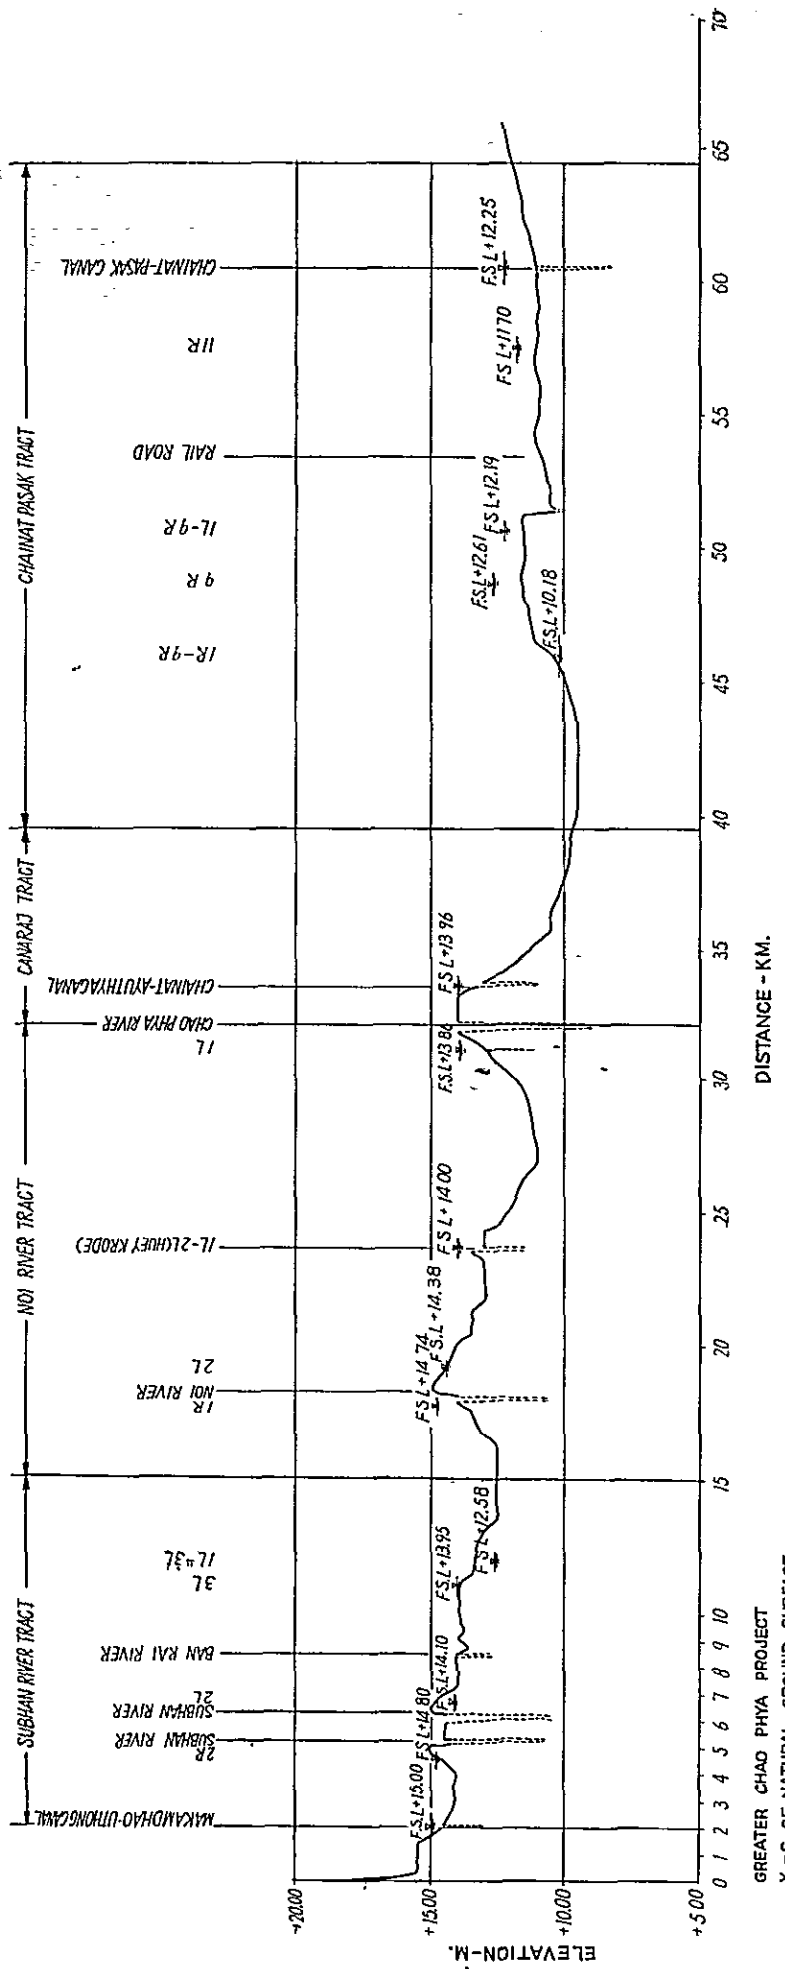 SUBHAN RIVER TRACT
NOI RIVER TRACT
CANARAJ TRACT
CHAINAT PASAK TRACT
MAKAMDHAO-UTHONG CANAL
2R
SUBHAN RIVER
SUBHAN RIVER
2L
BAN RAI RIVER
3L
1L-3L
1R
NOI RIVER
2L
1L-2L(HUEY KRODE)
1L
CHAO PHYA RIVER
CHAINAT-AYUTHYA CANAL
1R-9R
9R
1L-9R
RAIL ROAD
11R
CHAINAT-PASAK CANAL
F.S.L+15.00
F.S L+14.80
F.S.L+14.10
F.S.L+13.95
F.S L+12.58
F.S L+14.74
F.S.L+14.38
F.S L+14.00
F.S.L+13.86
F.S L+13.96
F.S.L+10.18
F.S.L+12.61
F.S L+12.19
F.S L+11.70
F.S L+12.25
+20.00
+15.00
+10.00
+5.00
ELEVATION-M.
0 1 2 3 4 5 6 7 8 9 10 15 20 25 30 35 40 45 50 55 60 65 70
DISTANCE-KM.
GREATER CHAO PHYA PROJECT